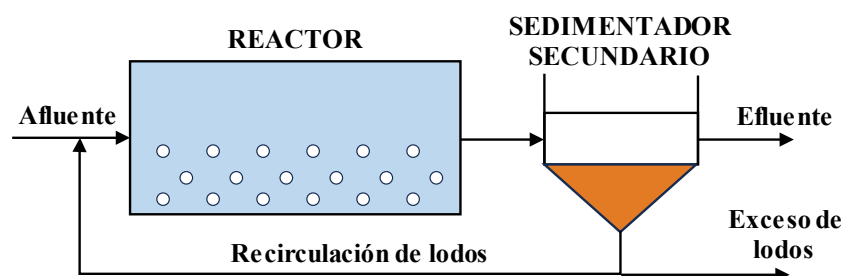 REACTOR
SEDIMENTADOR
SECUNDARIO
Afluente
Efluente
Exceso de
lodos
Recirculación de lodos